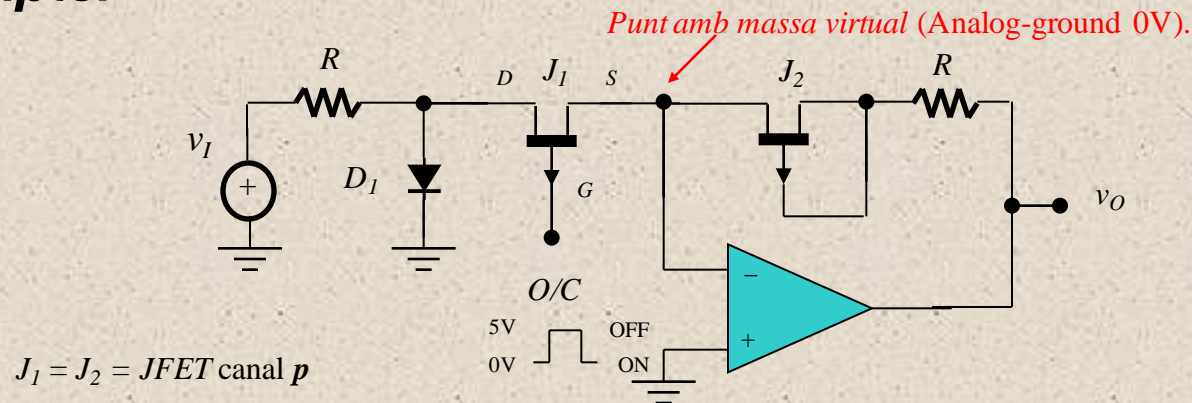 Punt amb massa virtual (Analog-ground 0V).
R
D
J1
S
J2
R
vI
+
D1
G
vO
O/C
−
5V
OFF
+
0V
ON
J1 = J2 = JFET canal p